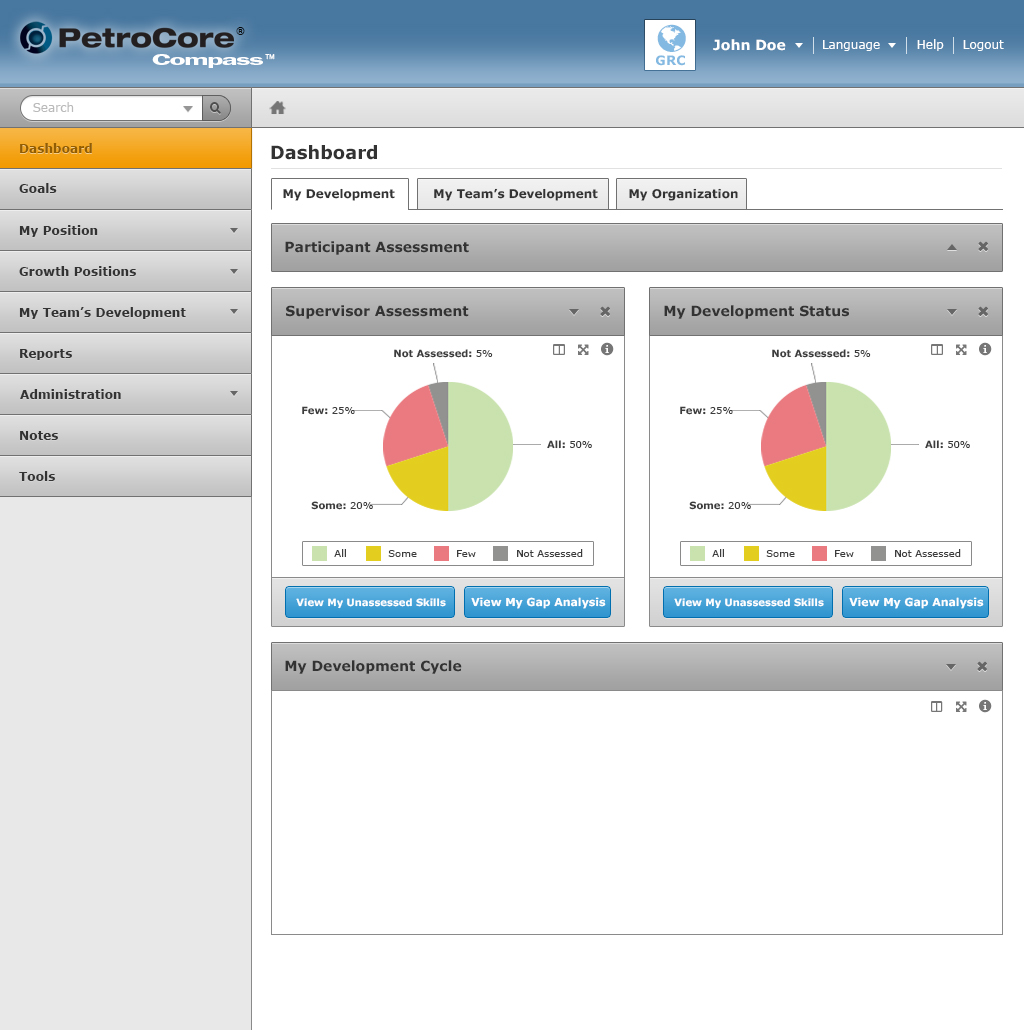 PetroCore®
Compass™
GRC
John Doe
Language
Help
Logout
Search
Dashboard
Goals
My Position
Growth Positions
My Team’s Development
Reports
Administration
Notes
Tools
Dashboard
My Development
My Team’s Development
My Organization
Participant Assessment
Supervisor Assessment
Not Assessed: 5%
Few: 25%
All: 50%
Some: 20%
All
Some
Few
Not Assessed
View My Unassessed Skills
View My Gap Analysis
My Development Status
Not Assessed: 5%
Few: 25%
All: 50%
Some: 20%
All
Some
Few
Not Assessed
View My Unassessed Skills
View My Gap Analysis
My Development Cycle